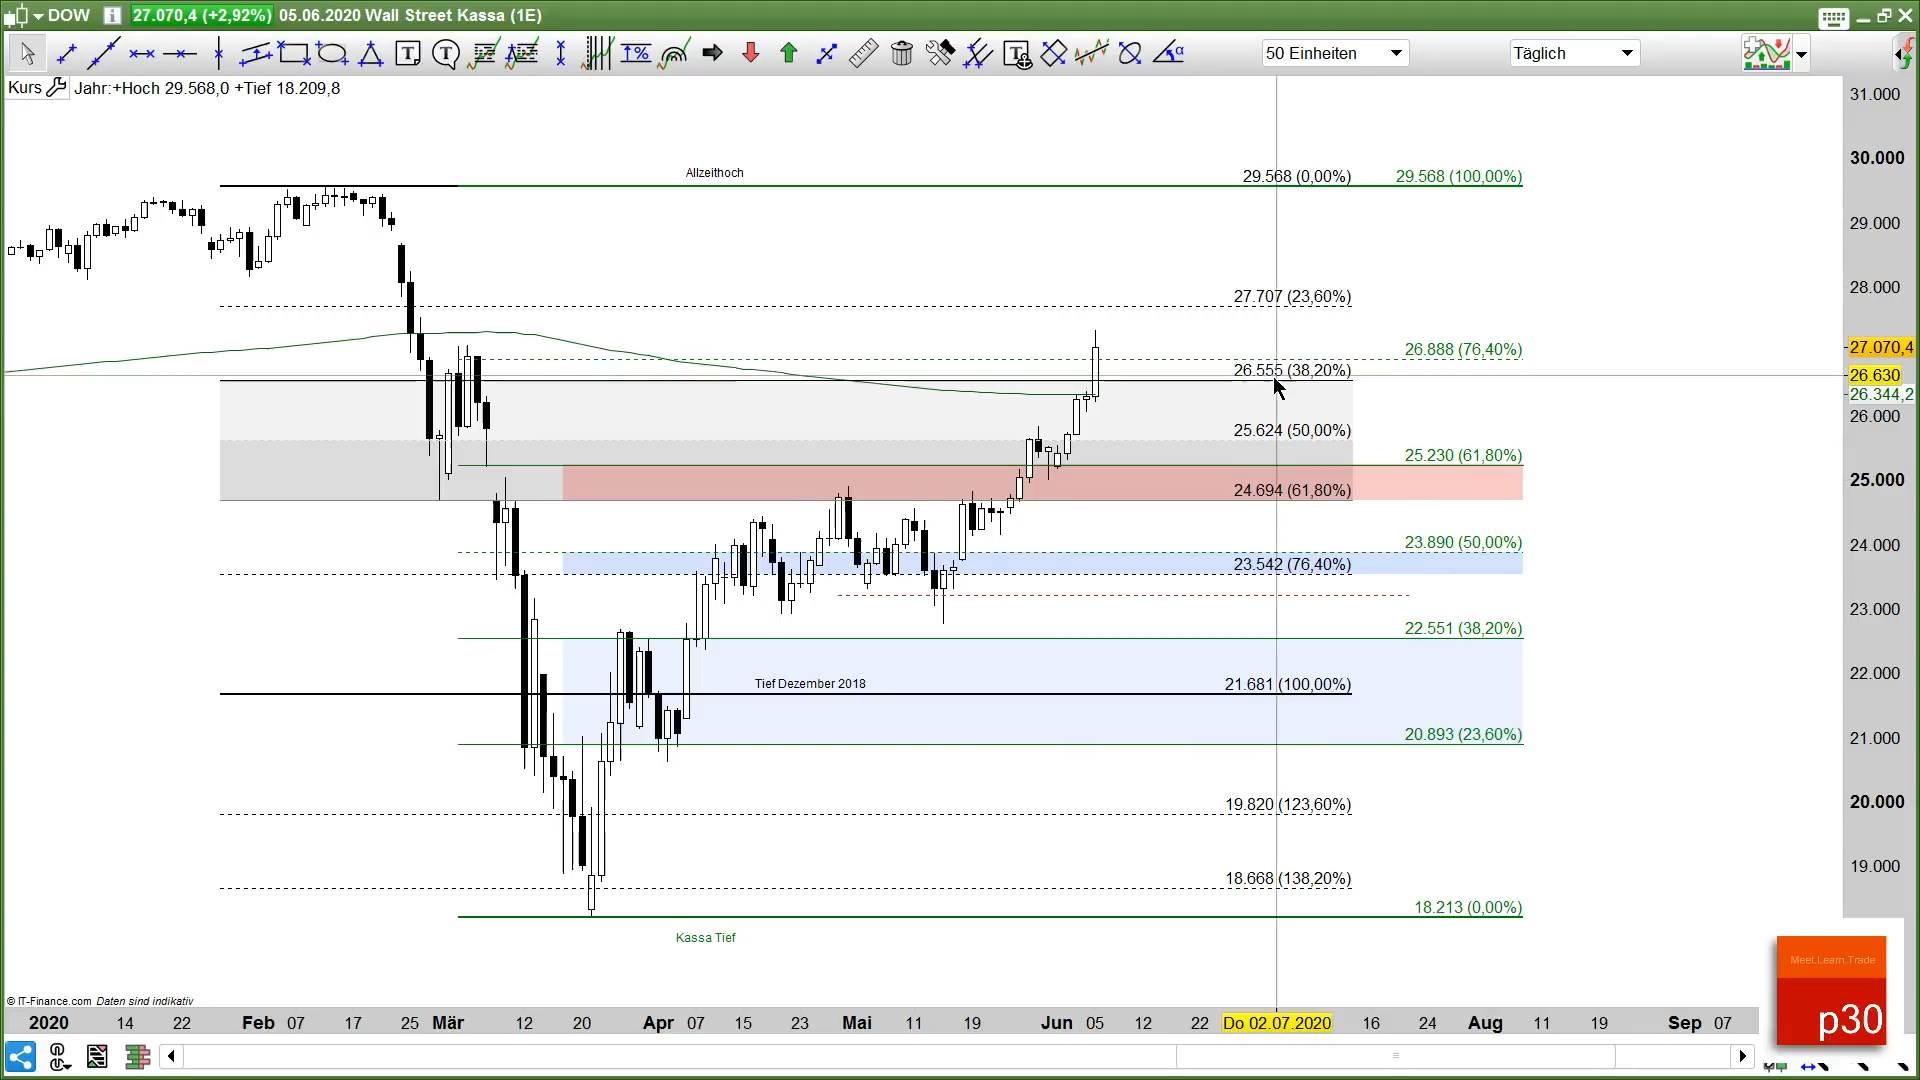 DOW 27.070,4 (+2,92%) 05.06.2020 Wall Street Kassa (1E)
50 Einheiten
Täglich
Kurs Jahr:+Hoch 29.568,0 +Tief 18.209,8
31.000
30.000
Allzeithoch
29.568 (0,00%)
29.568 (100,00%)
29.000
28.000
27.707 (23,60%)
26.888 (76,40%)
27.070,4
26.555 (38,20%)
26.630
26.344,2
26.000
25.624 (50,00%)
25.230 (61,80%)
25.000
24.694 (61,80%)
24.000
23.890 (50,00%)
23.542 (76,40%)
23.000
22.551 (38,20%)
22.000
Tief Dezember 2018
21.681 (100,00%)
21.000
20.893 (23,60%)
20.000
19.820 (123,60%)
19.000
18.668 (138,20%)
18.213 (0,00%)
Kassa Tief
Meet.Learn.Trade
p30
© IT-Finance.com Daten sind indikativ
2020 14 22 Feb 07 17 25 Mär 12 20 Apr 07 15 23 Mai 11 19 Jun 05 12 22 Do 02.07.2020 16 24 Aug 11 19 Sep 07